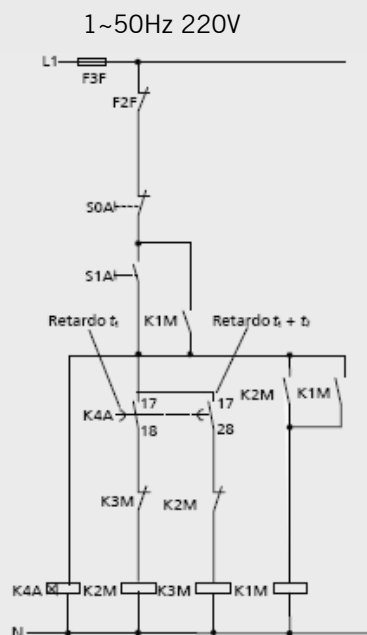 1~50Hz 220V
L1
F3F
F2F
S0A
S1A
K1M
Retardo t₁
Retardo t₁ + t₂
K2M
K1M
17
17
K4A
18
28
K3M
K2M
K4A
K2M
K3M
K1M
N